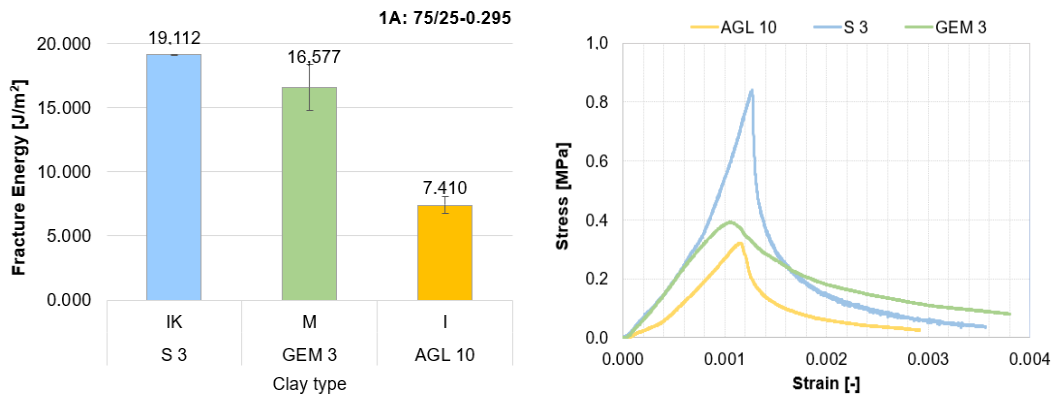 1A: 75/25-0.295
Fracture Energy [J/m²]
20.000
15.000
10.000
5.000
0.000
19,112
16,577
7.410
IK M I
S 3 GEM 3 AGL 10
Clay type
AGL 10 S 3 GEM 3
Stress [MPa]
1.0
0.8
0.6
0.4
0.2
0.0
0.000 0.001 0.002 0.003 0.004
Strain [-]